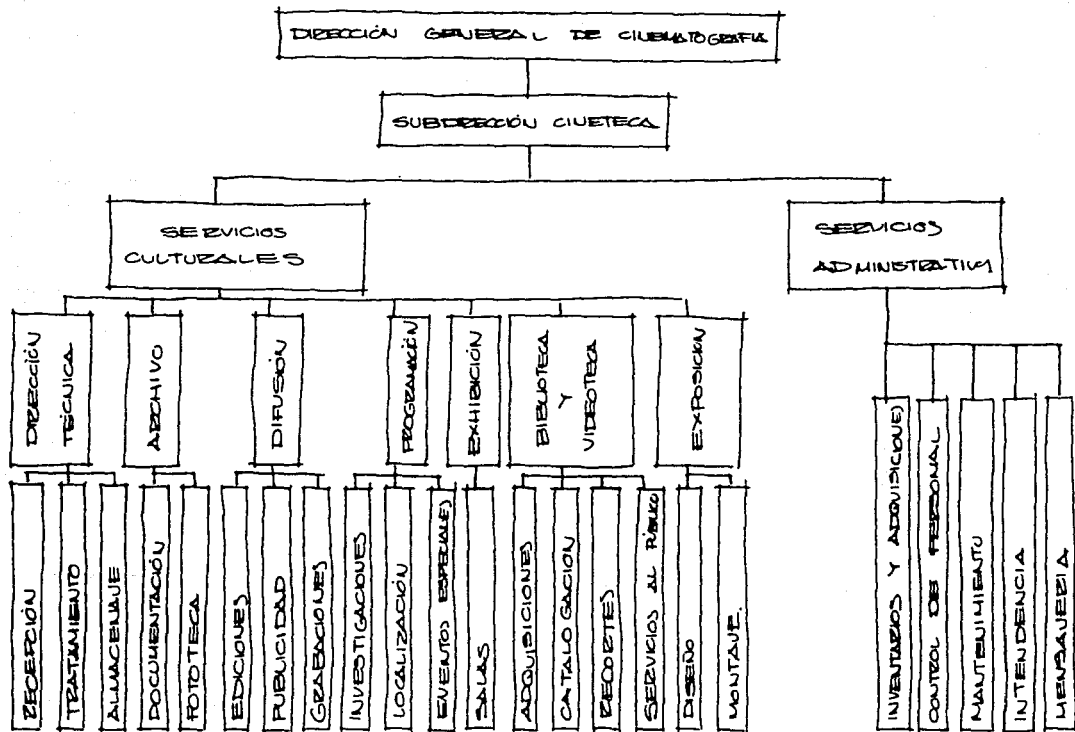 DIRECCIÓN GENERAL DE CINEMATOGRAFIA
SUBDIRECCIÓN CINETECA
SERVICIOS
CULTURALES
SERVICIOS
ADMINISTRATIVOS
DIRECCIÓN
TÉCNICA
ARCHIVO
DIFUSIÓN
PROGRAMACIÓN
EXHIBICIÓN
BIBLIOTECA
Y
VIDEOTECA
EXPOSICION
RECEPCIÓN
TRATAMIENTO
ALMACENAJE
DOCUMENTACIÓN
FOTOTECA
EDICIONES
PUBLICIDAD
GRABACIONES
INVESTIGACIONES
LOCALIZACIÓN
EVENTOS ESPECIALES
SALAS
ADQUISICIONES
CATALOGACION
RECORTES
SERVICIOS AL PÚBLICO
DISEÑO
MONTAJE.
INVENTARIOS Y ADQUISICIONES
CONTROL DE PERSONAL
MANTENIMIENTO
INTENDENCIA
MENSAJERIA